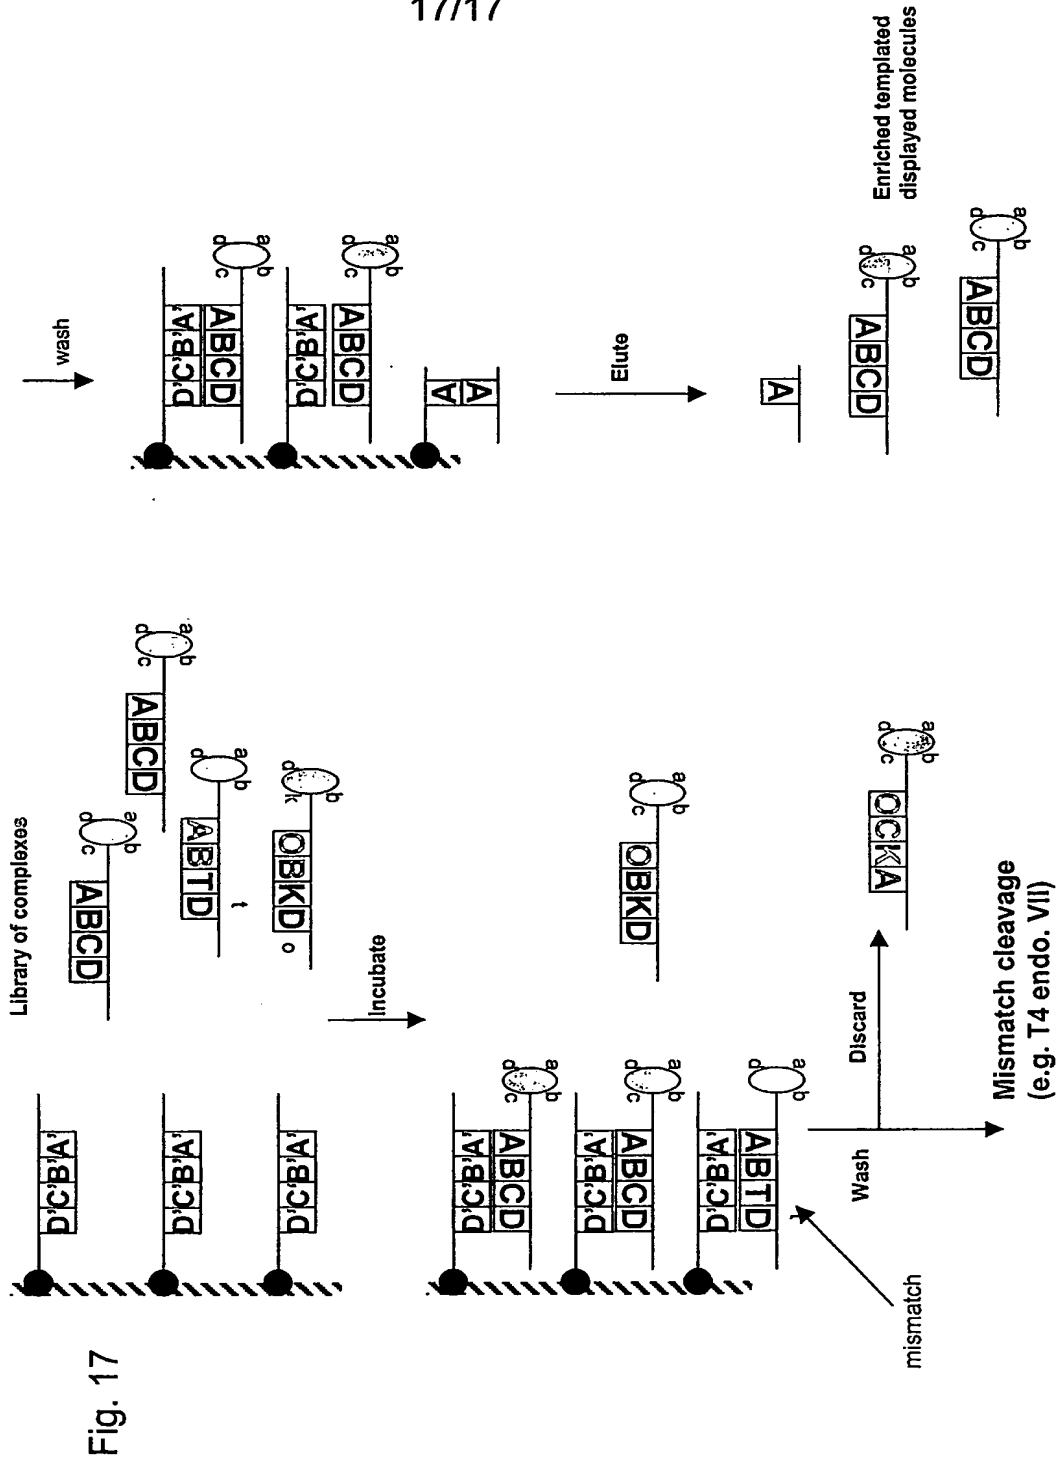 17/17
Fig. 17
Library of complexes
D'C'B'A'
D'C'B'A'
D'C'B'A'
ABCD
a b c d
ABCD
a b c d
ABTD
a b d
t
OBKD
b k d
o
Incubate
D'C'B'A'
ABCD
a b c d
D'C'B'A'
ABCD
a b c d
D'C'B'A'
ABTD
a b d
mismatch
OBKD
a b c d
Wash
Discard
OCKA
a b c d
Mismatch cleavage
(e.g. T4 endo. VII)
wash
'A'B'C'D
ABCD
a b c d
'A'B'C'D
ABCD
a b c d
A
A
Elute
A
ABCD
a b c d
ABCD
a b c d
Enriched templated
displayed molecules